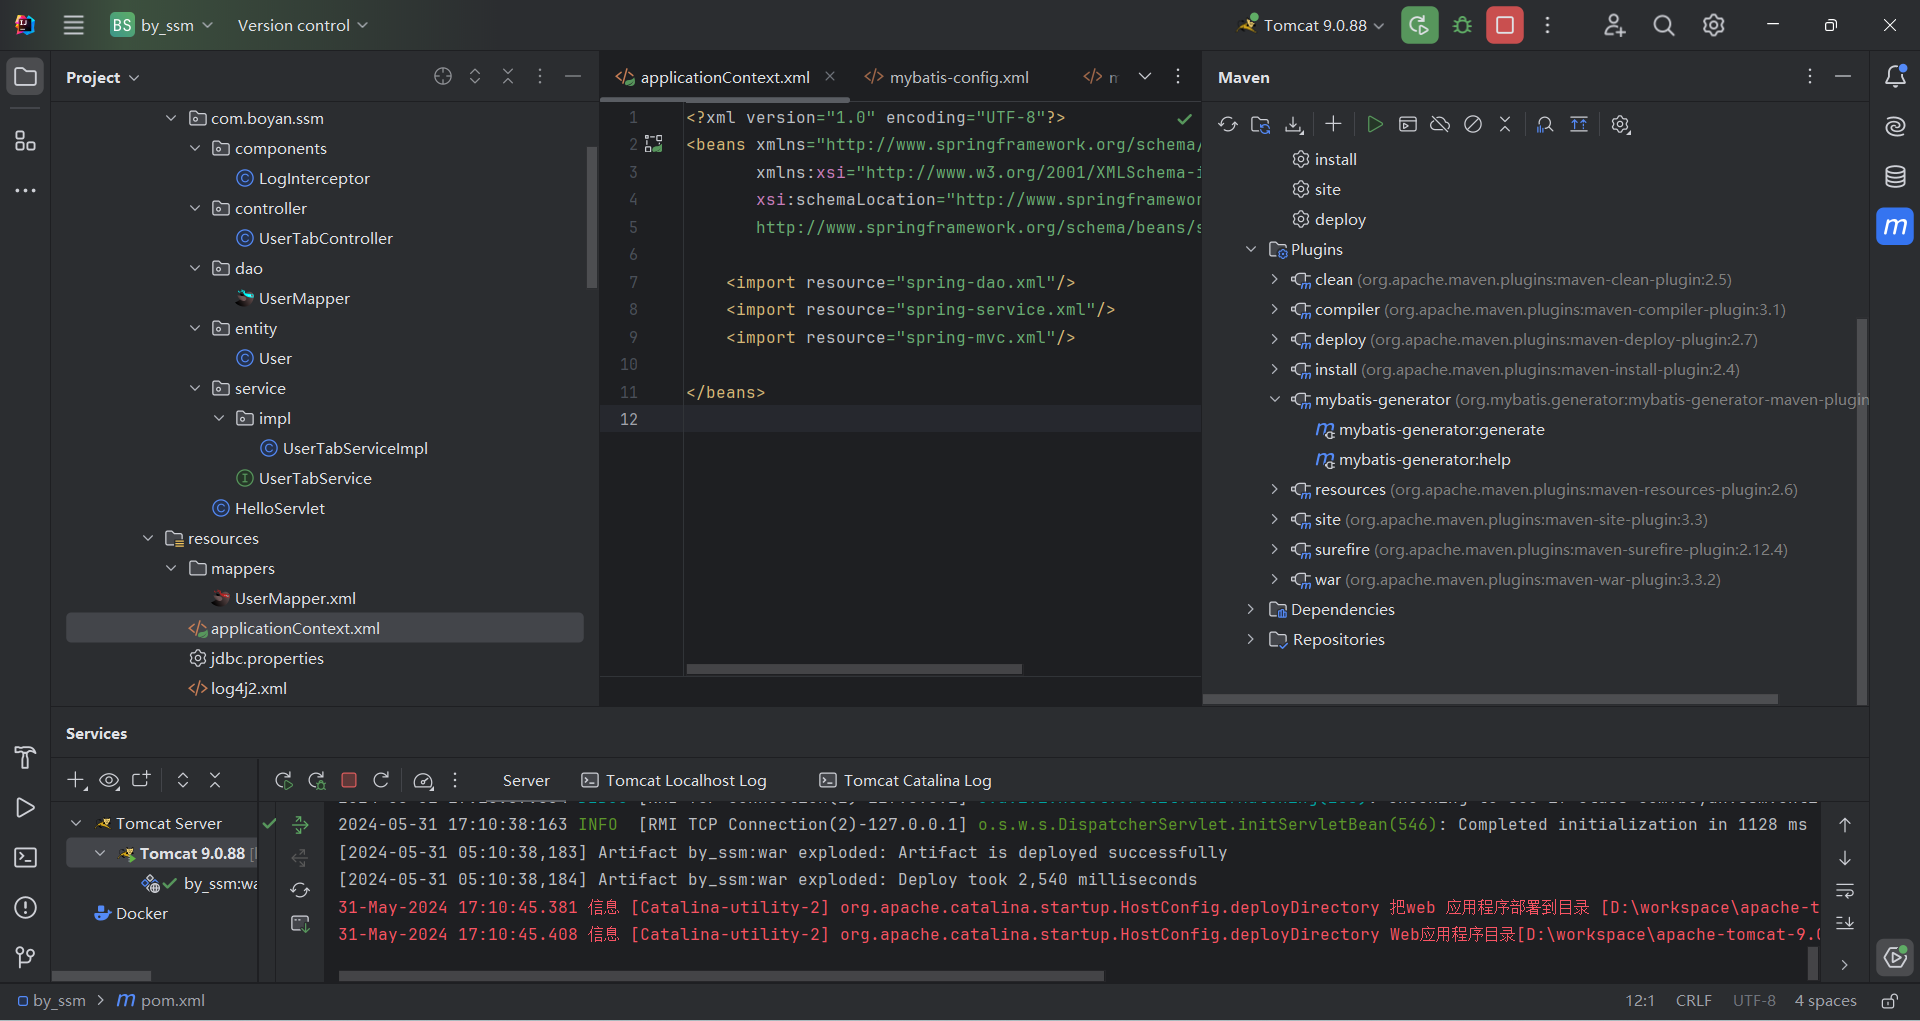 BS by_ssm Version control Tomcat 9.0.88
Project
com.boyan.ssm
components
LogInterceptor
controller
UserTabController
dao
UserMapper
entity
User
service
impl
UserTabServiceImpl
UserTabService
HelloServlet
resources
mappers
UserMapper.xml
applicationContext.xml
jdbc.properties
log4j2.xml
applicationContext.xml mybatis-config.xml
1 <?xml version="1.0" encoding="UTF-8"?>
2 <beans xmlns="http://www.springframework.org/schema/
3 xmlns:xsi="http://www.w3.org/2001/XMLSchema-i
4 xsi:schemaLocation="http://www.springframewor
5 http://www.springframework.org/schema/beans/s
6
7 <import resource="spring-dao.xml"/>
8 <import resource="spring-service.xml"/>
9 <import resource="spring-mvc.xml"/>
10
11 </beans>
12
Maven
install
site
deploy
Plugins
clean (org.apache.maven.plugins:maven-clean-plugin:2.5)
compiler (org.apache.maven.plugins:maven-compiler-plugin:3.1)
deploy (org.apache.maven.plugins:maven-deploy-plugin:2.7)
install (org.apache.maven.plugins:maven-install-plugin:2.4)
mybatis-generator (org.mybatis.generator:mybatis-generator-maven-plugin
mybatis-generator:generate
mybatis-generator:help
resources (org.apache.maven.plugins:maven-resources-plugin:2.6)
site (org.apache.maven.plugins:maven-site-plugin:3.3)
surefire (org.apache.maven.plugins:maven-surefire-plugin:2.12.4)
war (org.apache.maven.plugins:maven-war-plugin:3.3.2)
Dependencies
Repositories
Services
Server Tomcat Localhost Log Tomcat Catalina Log
Tomcat Server
Tomcat 9.0.88
by_ssm:wa
Docker
2024-05-31 17:10:38:163 INFO [RMI TCP Connection(2)-127.0.0.1] o.s.w.s.DispatcherServlet.initServletBean(546): Completed initialization in 1128 ms
[2024-05-31 05:10:38,183] Artifact by_ssm:war exploded: Artifact is deployed successfully
[2024-05-31 05:10:38,184] Artifact by_ssm:war exploded: Deploy took 2,540 milliseconds
31-May-2024 17:10:45.381 信息 [Catalina-utility-2] org.apache.catalina.startup.HostConfig.deployDirectory 把web 应用程序部署到目录 [D:\workspace\apache-t
31-May-2024 17:10:45.408 信息 [Catalina-utility-2] org.apache.catalina.startup.HostConfig.deployDirectory Web应用程序目录[D:\workspace\apache-tomcat-9.0
by_ssm > m pom.xml
12:1 CRLF UTF-8 4 spaces